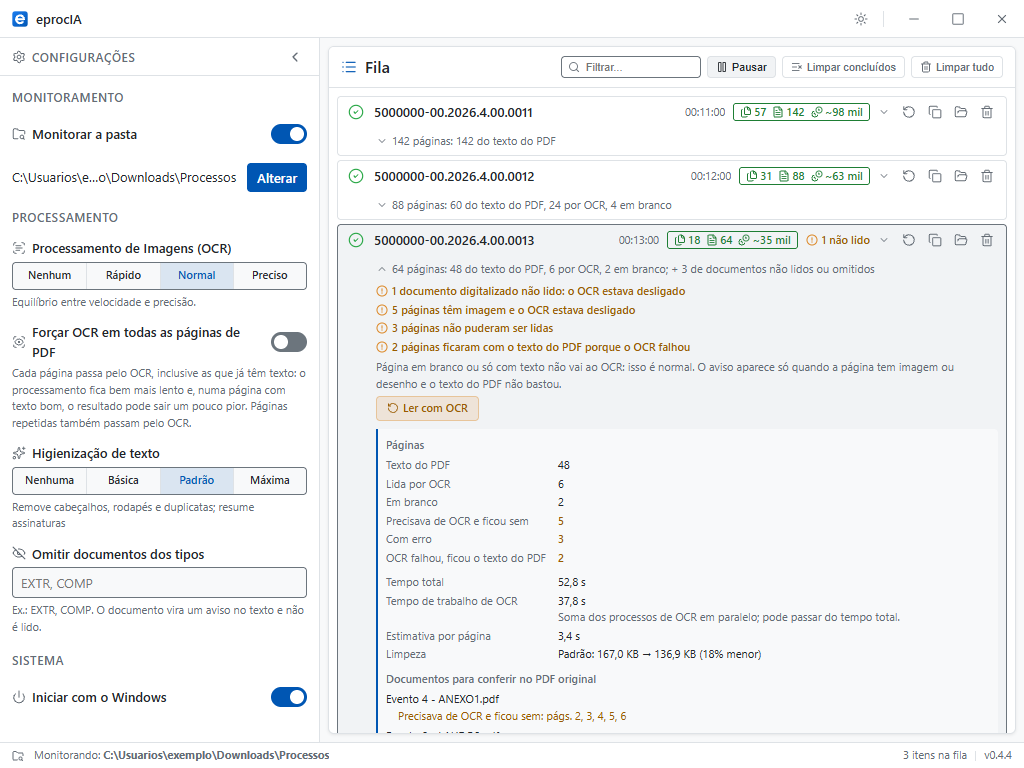 eprocIA
CONFIGURAÇÕES
MONITORAMENTO
Monitorar a pasta
C:\Usuarios\e...o\Downloads\Processos
Alterar
PROCESSAMENTO
Processamento de Imagens (OCR)
Nenhum Rápido Normal Preciso
Equilíbrio entre velocidade e precisão.
Forçar OCR em todas as páginas de
PDF
Cada página passa pelo OCR, inclusive as que já têm texto: o
processamento fica bem mais lento e, numa página com
texto bom, o resultado pode sair um pouco pior. Páginas
repetidas também passam pelo OCR.
Higienização de texto
Nenhuma Básica Padrão Máxima
Remove cabeçalhos, rodapés e duplicatas; resume
assinaturas
Omitir documentos dos tipos
EXTR, COMP
Ex.: EXTR, COMP. O documento vira um aviso no texto e não
é lido.
SISTEMA
Iniciar com o Windows
Fila
Filtrar...
Pausar
Limpar concluídos
Limpar tudo
5000000-00.2026.4.00.0011 00:11:00 57 142 ~98 mil
142 páginas: 142 do texto do PDF
5000000-00.2026.4.00.0012 00:12:00 31 88 ~63 mil
88 páginas: 60 do texto do PDF, 24 por OCR, 4 em branco
5000000-00.2026.4.00.0013 00:13:00 18 64 ~35 mil 1 não lido
64 páginas: 48 do texto do PDF, 6 por OCR, 2 em branco; + 3 de documentos não lidos ou omitidos
1 documento digitalizado não lido: o OCR estava desligado
5 páginas têm imagem e o OCR estava desligado
3 páginas não puderam ser lidas
2 páginas ficaram com o texto do PDF porque o OCR falhou
Página em branco ou só com texto não vai ao OCR: isso é normal. O aviso aparece só quando a página tem imagem ou
desenho e o texto do PDF não bastou.
Ler com OCR
Páginas
Texto do PDF 48
Lida por OCR 6
Em branco 2
Precisava de OCR e ficou sem 5
Com erro 3
OCR falhou, ficou o texto do PDF 2
Tempo total 52,8 s
Tempo de trabalho de OCR 37,8 s
Soma dos processos de OCR em paralelo; pode passar do tempo total.
Estimativa por página 3,4 s
Limpeza Padrão: 167,0 KB → 136,9 KB (18% menor)
Documentos para conferir no PDF original
Evento 4 - ANEXO1.pdf
Precisava de OCR e ficou sem: págs. 2, 3, 4, 5, 6
Monitorando: C:\Usuarios\exemplo\Downloads\Processos
3 itens na fila
v0.4.4